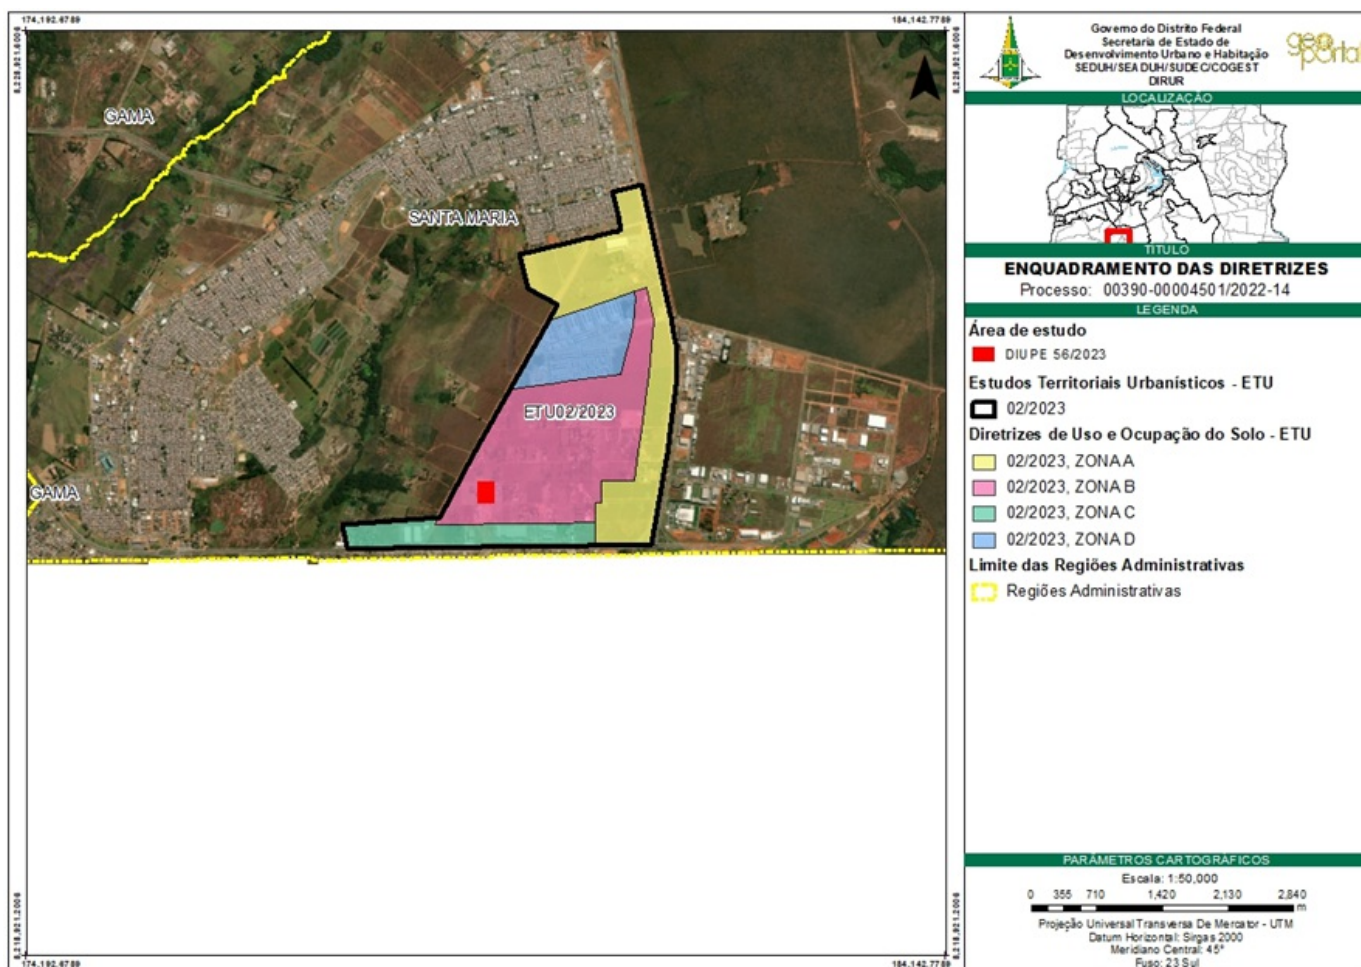 174,192.6789
184,142.7789
8,228,921.6006
8,228,921.6006
GAMA
SANTA MARIA
ETU02/2023
GAMA
8,218,921.2006
8,218,921.2006
174,192.6789
184,142.7789
Governo do Distrito Federal
Secretaria de Estado de
Desenvolvimento Urbano e Habitação
SEDUH/SEADUH/SUDEC/COGEST
DIRUR
geo
portal
LOCALIZAÇÃO
TÍTULO
ENQUADRAMENTO DAS DIRETRIZES
Processo: 00390-00004501/2022-14
LEGENDA
Área de estudo
DIUPE 56/2023
Estudos Territoriais Urbanísticos - ETU
02/2023
Diretrizes de Uso e Ocupação do Solo - ETU
02/2023, ZONA A
02/2023, ZONA B
02/2023, ZONA C
02/2023, ZONA D
Limite das Regiões Administrativas
Regiões Administrativas
PARÂMETROS CARTOGRÁFICOS
Escala: 1:50,000
0 355 710 1,420 2,130 2,840
m
Projeção Universal Transversa De Mercator - UTM
Datum Horizontal: Sirgas 2000
Meridiano Central: 45º
Fuso: 23 Sul